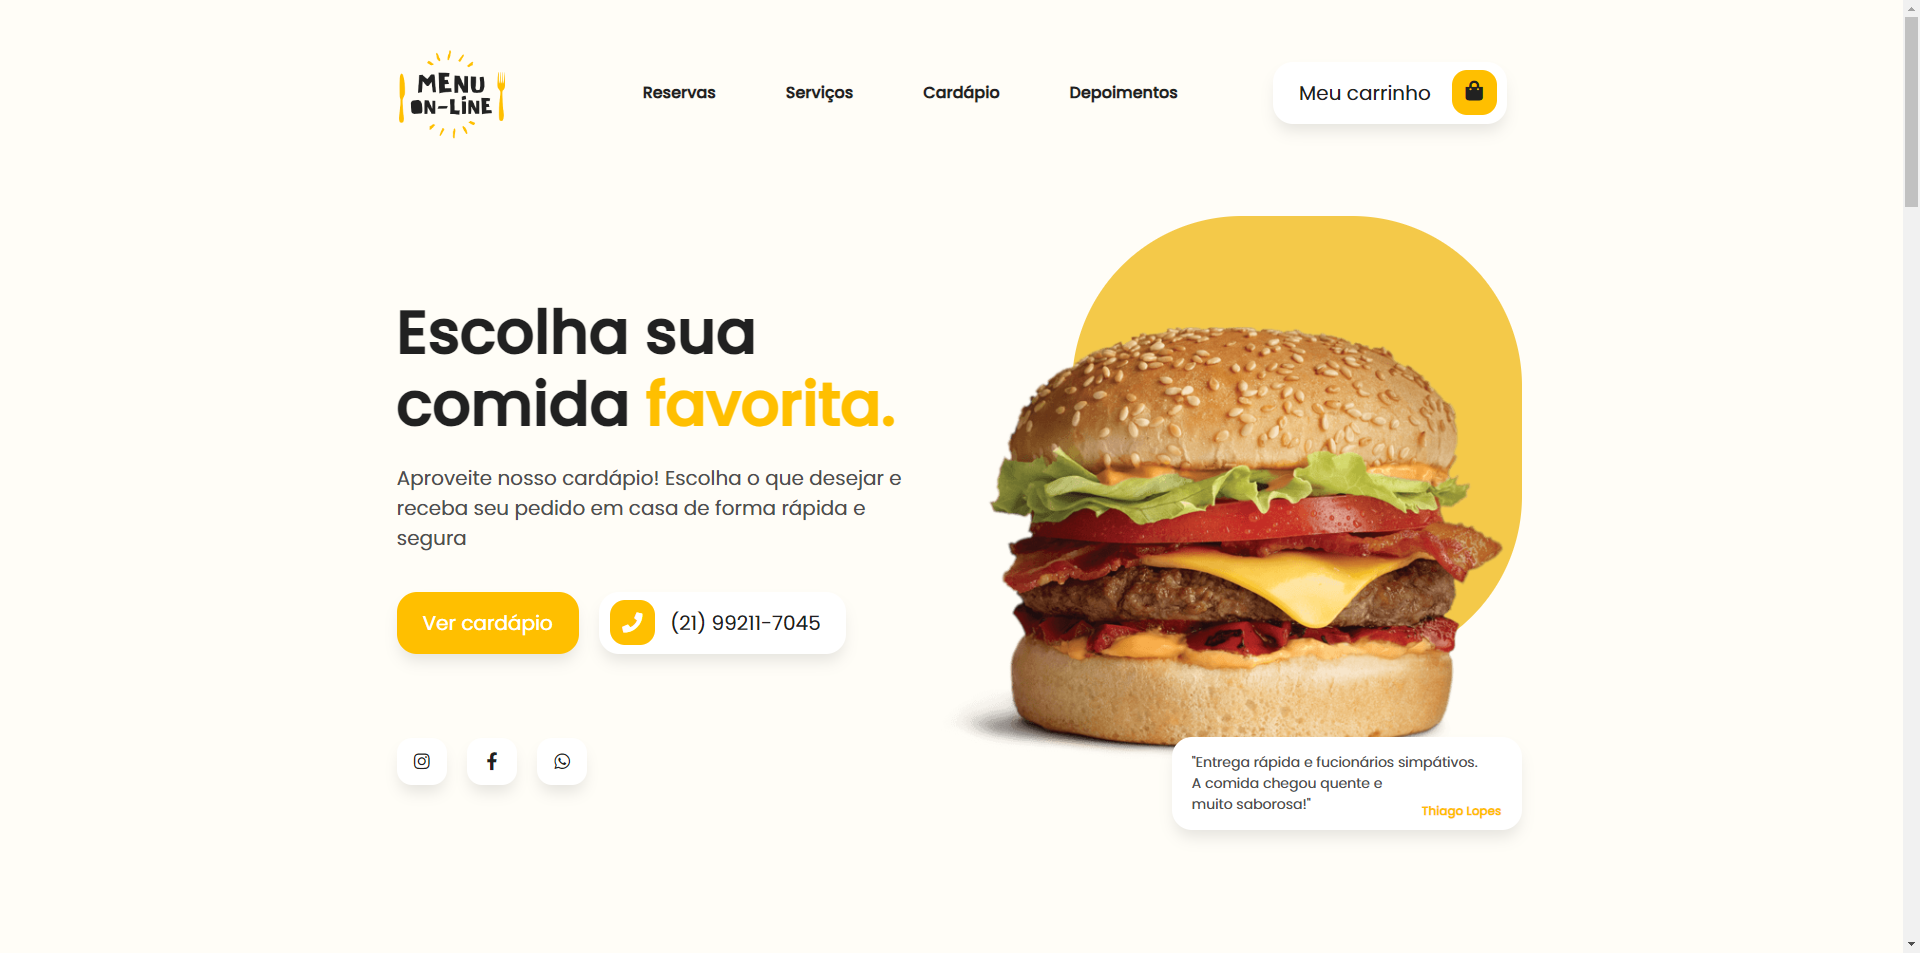 MENU
ON-LINE
Reservas
Serviços
Cardápio
Depoimentos
Meu carrinho
Escolha sua
comida favorita.
Aproveite nosso cardápio! Escolha o que desejar e
receba seu pedido em casa de forma rápida e
segura
Ver cardápio
(21) 99211-7045
"Entrega rápida e fucionários simpátivos.
A comida chegou quente e
muito saborosa!"
Thiago Lopes